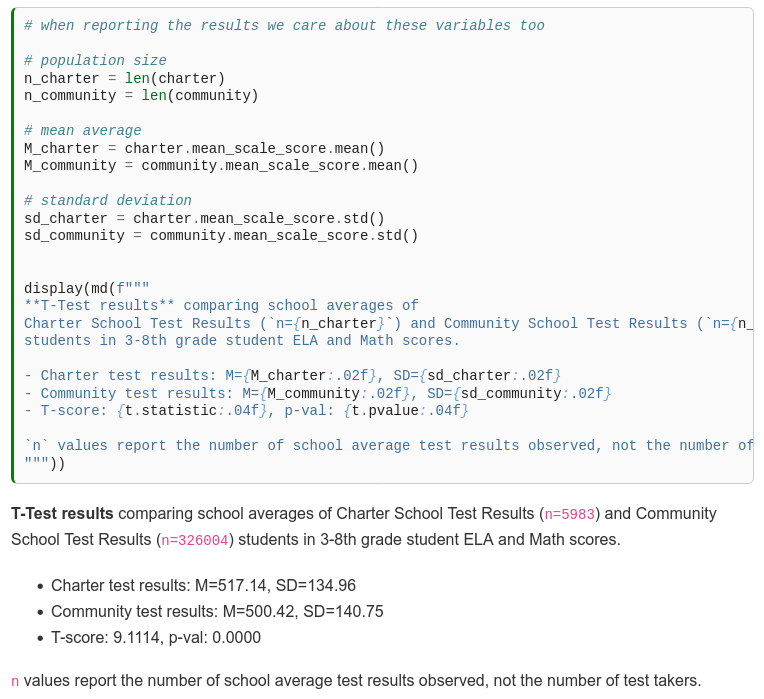 # when reporting the results we care about these variables too
# population size
n_charter = len(charter)
n_community = len(community)
# mean average
M_charter = charter.mean_scale_score.mean()
M_community = community.mean_scale_score.mean()
# standard deviation
sd_charter = charter.mean_scale_score.std()
sd_community = community.mean_scale_score.std()
display(md(f"""
**T-Test results** comparing school averages of
Charter School Test Results (`n={n_charter}`) and Community School Test Results (`n={n_
students in 3-8th grade student ELA and Math scores.
- Charter test results: M={M_charter:.02f}, SD={sd_charter:.02f}
- Community test results: M={M_community:.02f}, SD={sd_community:.02f}
- T-score: {t.statistic:.04f}, p-val: {t.pvalue:.04f}
`n` values report the number of school average test results observed, not the number of
"""))
T-Test results comparing school averages of Charter School Test Results (n=5983) and Community
School Test Results (n=326004) students in 3-8th grade student ELA and Math scores.
• Charter test results: M=517.14, SD=134.96
• Community test results: M=500.42, SD=140.75
• T-score: 9.1114, p-val: 0.0000
n values report the number of school average test results observed, not the number of test takers.